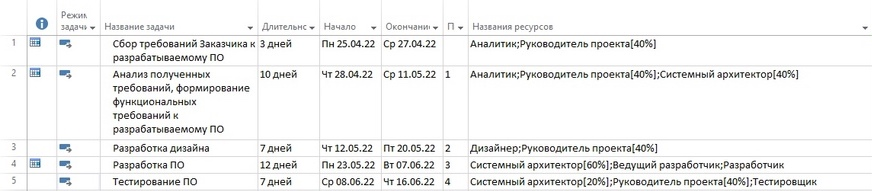 Режим задачи Название задачи Длительность Начало Окончание П Названия ресурсов
1 Сбор требований Заказчика к 3 дней Пн 25.04.22 Ср 27.04.22 Аналитик;Руководитель проекта[40%]
разрабатываемому ПО
2 Анализ полученных 10 дней Чт 28.04.22 Ср 11.05.22 1 Аналитик;Руководитель проекта[40%];Системный архитектор[40%]
требований, формирование
функциональных
требований к
разрабатываемому ПО
3 Разработка дизайна 7 дней Чт 12.05.22 Пт 20.05.22 2 Дизайнер;Руководитель проекта[40%]
4 Разработка ПО 12 дней Пн 23.05.22 Вт 07.06.22 3 Системный архитектор[60%];Ведущий разработчик;Разработчик
5 Тестирование ПО 7 дней Ср 08.06.22 Чт 16.06.22 4 Системный архитектор[20%];Руководитель проекта[40%];Тестировщик